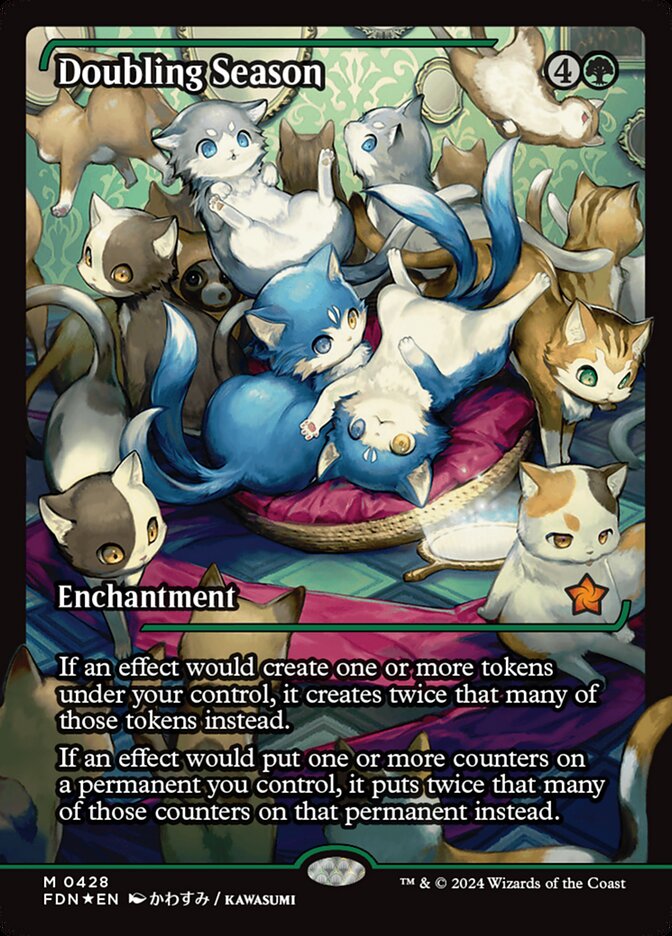 Doubling Season
4
Enchantment
If an effect would create one or more tokens
under your control, it creates twice that many of
those tokens instead.
If an effect would put one or more counters on
a permanent you control, it puts twice that many
of those counters on that permanent instead.
M 0428
FDN★EN かわすみ / KAWASUMI
™ & © 2024 Wizards of the Coast